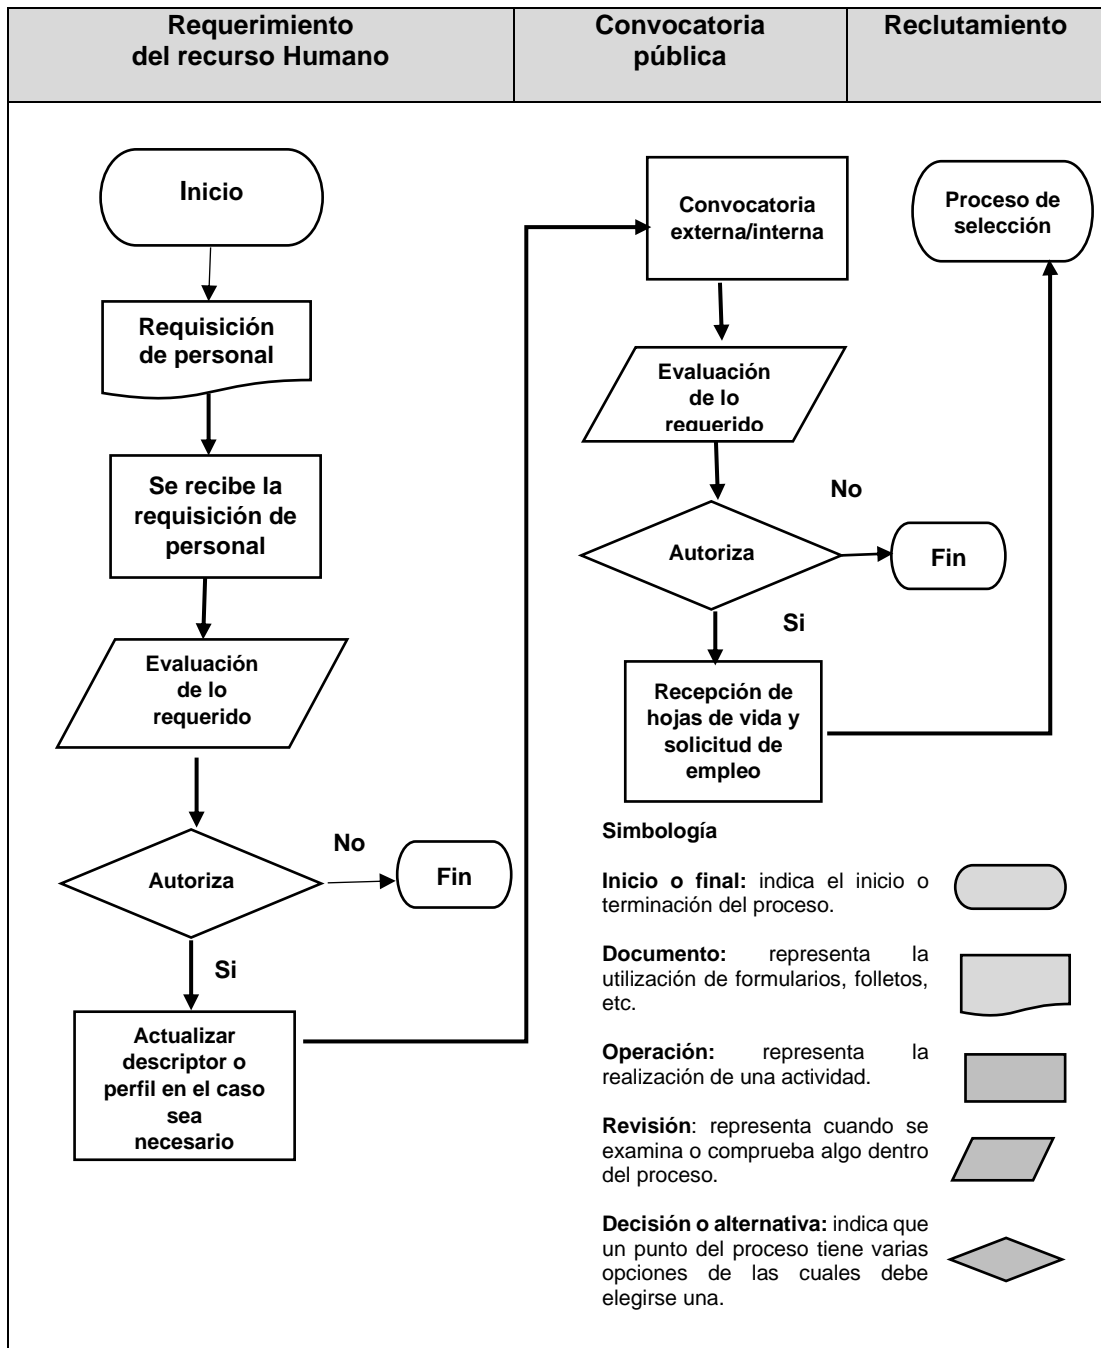 Requerimiento
del recurso Humano
Convocatoria
pública
Reclutamiento
Inicio
Requisición
de personal
Se recibe la
requisición de
personal
Evaluación
de lo
requerido
Autoriza
No
Fin
Si
Actualizar
descriptor o
perfil en el caso
sea
necesario
Convocatoria
externa/interna
Evaluación
de lo
requerido
Autoriza
No
Fin
Si
Recepción de
hojas de vida y
solicitud de
empleo
Proceso de
selección
Simbología
Inicio o final: indica el inicio o
terminación del proceso.
Documento: representa la
utilización de formularios, folletos,
etc.
Operación: representa la
realización de una actividad.
Revisión: representa cuando se
examina o comprueba algo dentro
del proceso.
Decisión o alternativa: indica que
un punto del proceso tiene varias
opciones de las cuales debe
elegirse una.